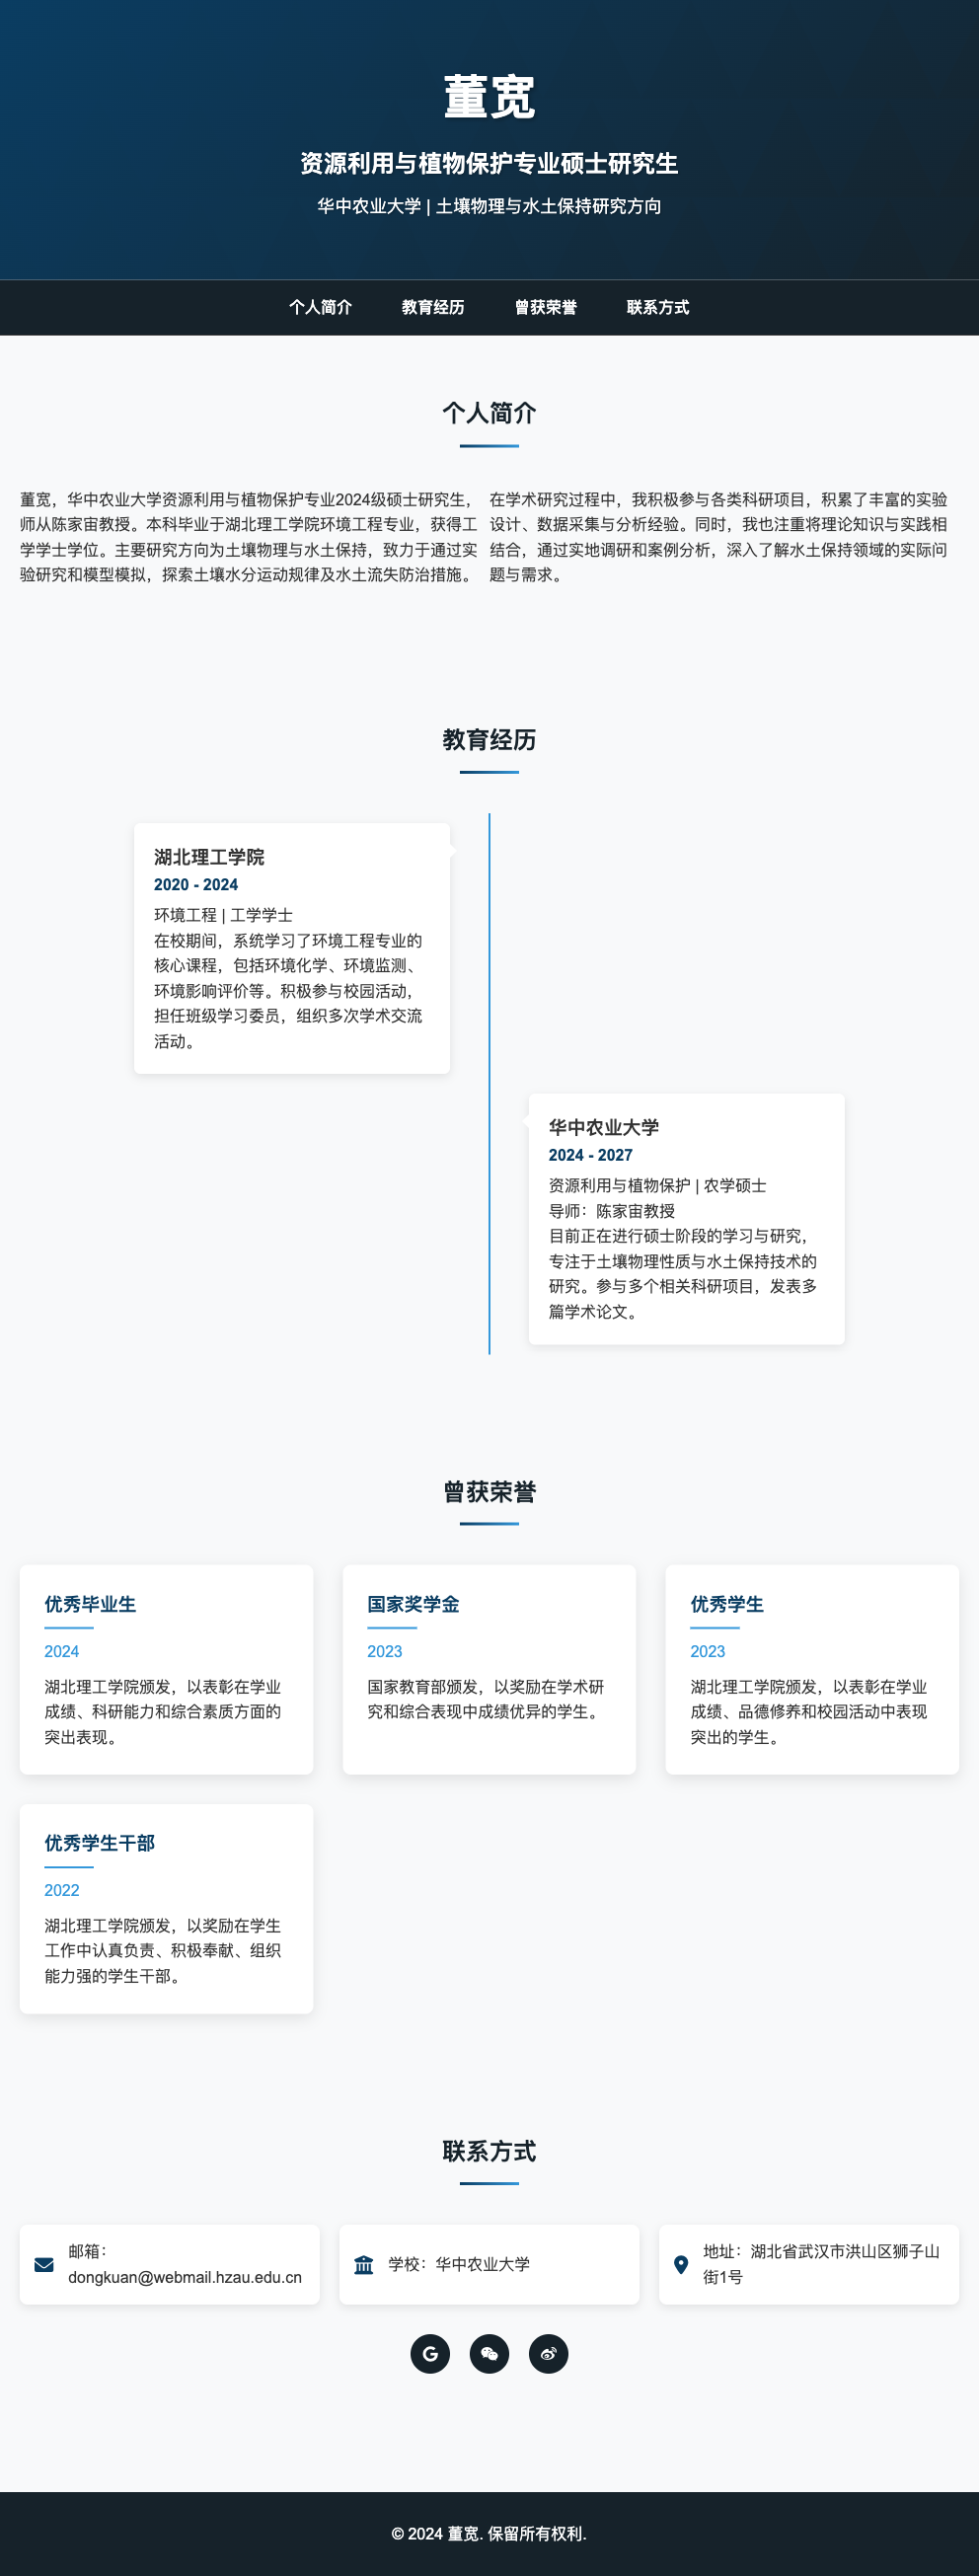 董宽
资源利用与植物保护专业硕士研究生
华中农业大学 | 土壤物理与水土保持研究方向
个人简介 教育经历 曾获荣誉 联系方式
个人简介
董宽，华中农业大学资源利用与植物保护专业2024级硕士研究生，
师从陈家宙教授。本科毕业于湖北理工学院环境工程专业，获得工
学学士学位。主要研究方向为土壤物理与水土保持，致力于通过实
验研究和模型模拟，探索土壤水分运动规律及水土流失防治措施。
在学术研究过程中，我积极参与各类科研项目，积累了丰富的实验
设计、数据采集与分析经验。同时，我也注重将理论知识与实践相
结合，通过实地调研和案例分析，深入了解水土保持领域的实际问
题与需求。
教育经历
湖北理工学院
2020 - 2024
环境工程 | 工学学士
在校期间，系统学习了环境工程专业的
核心课程，包括环境化学、环境监测、
环境影响评价等。积极参与校园活动，
担任班级学习委员，组织多次学术交流
活动。
华中农业大学
2024 - 2027
资源利用与植物保护 | 农学硕士
导师：陈家宙教授
目前正在进行硕士阶段的学习与研究，
专注于土壤物理性质与水土保持技术的
研究。参与多个相关科研项目，发表多
篇学术论文。
曾获荣誉
优秀毕业生
2024
湖北理工学院颁发，以表彰在学业
成绩、科研能力和综合素质方面的
突出表现。
国家奖学金
2023
国家教育部颁发，以奖励在学术研
究和综合表现中成绩优异的学生。
优秀学生
2023
湖北理工学院颁发，以表彰在学业
成绩、品德修养和校园活动中表现
突出的学生。
优秀学生干部
2022
湖北理工学院颁发，以奖励在学生
工作中认真负责、积极奉献、组织
能力强的学生干部。
联系方式
邮箱：
dongkuan@webmail.hzau.edu.cn
学校：华中农业大学
地址：湖北省武汉市洪山区狮子山
街1号
© 2024 董宽. 保留所有权利.